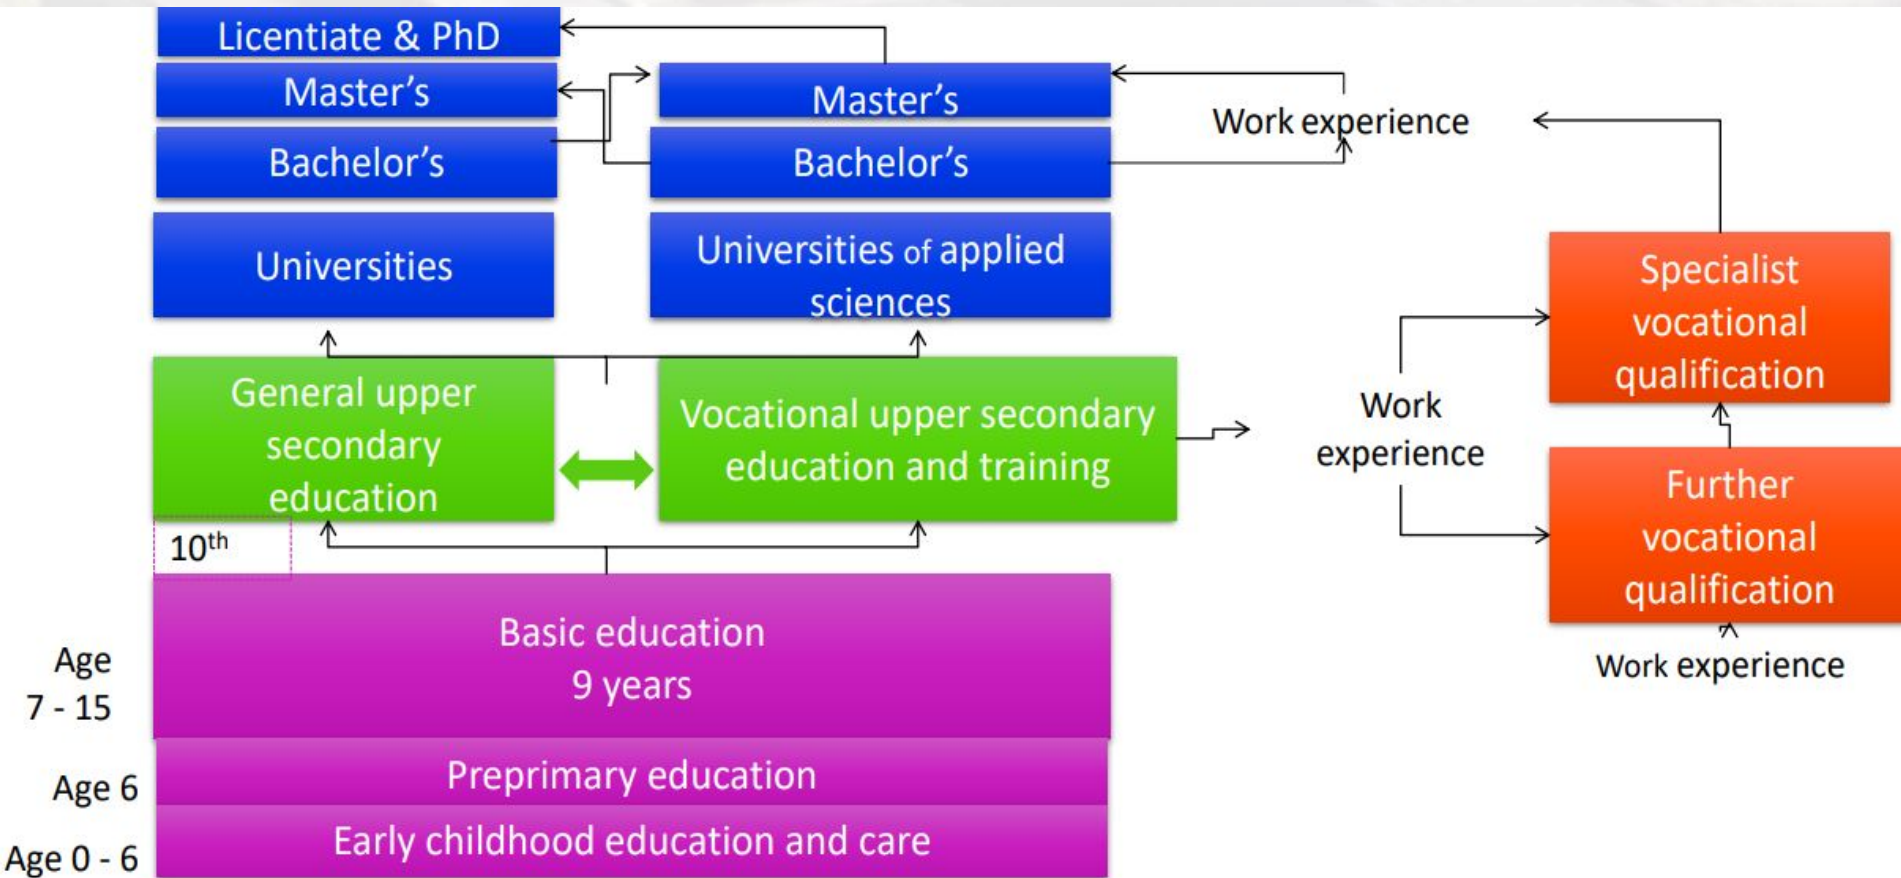 Licentiate & PhD
Master's
Bachelor's
Universities
Master's
Bachelor's
Universities of applied
sciences
Work experience
General upper
secondary
education
Vocational upper secondary
education and training
Work
experience
Specialist
vocational
qualification
Further
vocational
qualification
Work experience
10th
Basic education
9 years
Age
7 - 15
Preprimary education
Age 6
Early childhood education and care
Age 0 - 6